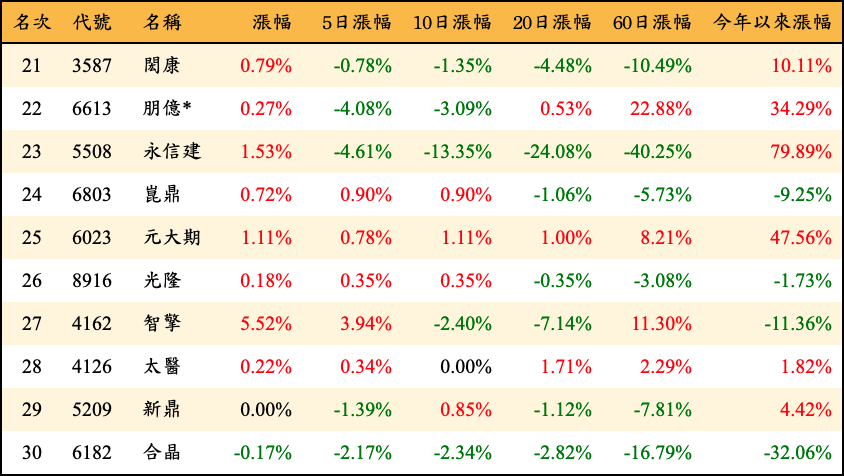 名次 代號 名稱 漲幅 5日漲幅 10日漲幅 20日漲幅 60日漲幅 今年以來漲幅
21 3587 閎康 0.79% -0.78% -1.35% -4.48% -10.49% 10.11%
22 6613 朋億* 0.27% -4.08% -3.09% 0.53% 22.88% 34.29%
23 5508 永信建 1.53% -4.61% -13.35% -24.08% -40.25% 79.89%
24 6803 崑鼎 0.72% 0.90% 0.90% -1.06% -5.73% -9.25%
25 6023 元大期 1.11% 0.78% 1.11% 1.00% 8.21% 47.56%
26 8916 光隆 0.18% 0.35% 0.35% -0.35% -3.08% -1.73%
27 4162 智擎 5.52% 3.94% -2.40% -7.14% 11.30% -11.36%
28 4126 太醫 0.22% 0.34% 0.00% 1.71% 2.29% 1.82%
29 5209 新鼎 0.00% -1.39% 0.85% -1.12% -7.81% 4.42%
30 6182 合晶 -0.17% -2.17% -2.34% -2.82% -16.79% -32.06%